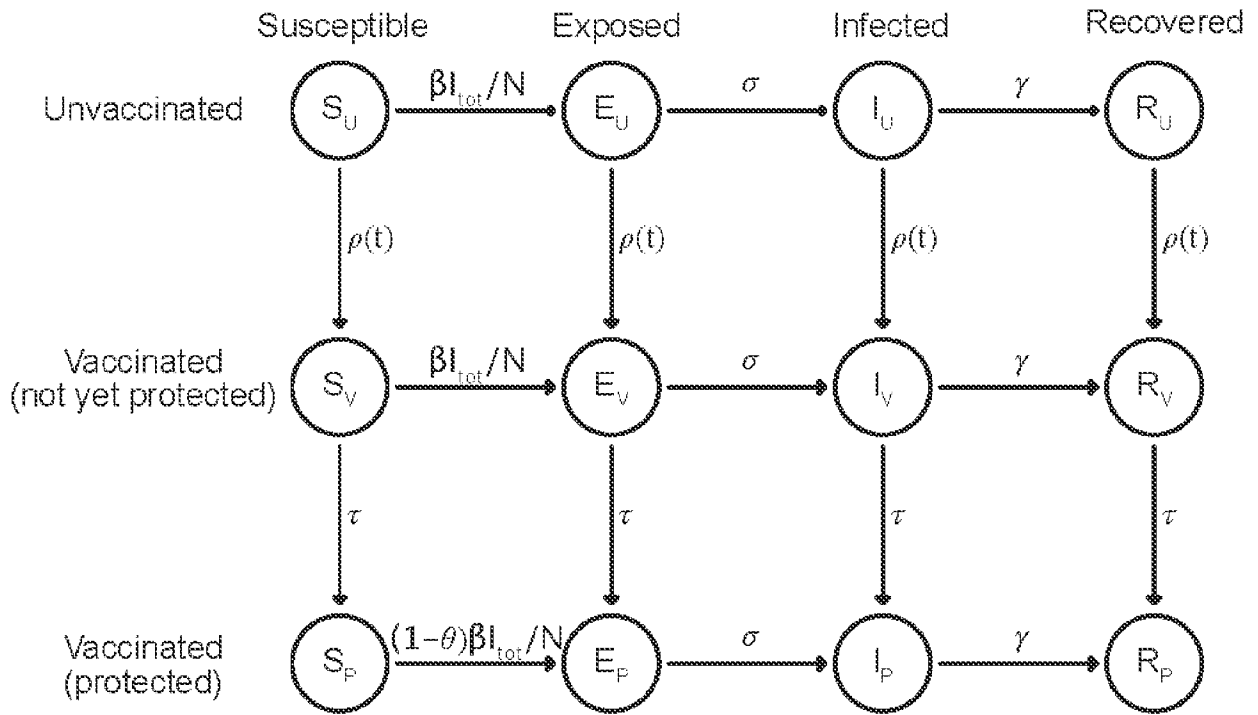 Susceptible Exposed Infected Recovered
Unvaccinated S_U βI_tot/N E_U σ I_U γ R_U
ρ(t) ρ(t) ρ(t) ρ(t)
Vaccinated
(not yet protected) S_V βI_tot/N E_V σ I_V γ R_V
τ τ τ τ
Vaccinated
(protected) S_P (1-θ)βI_tot/N E_P σ I_P γ R_P